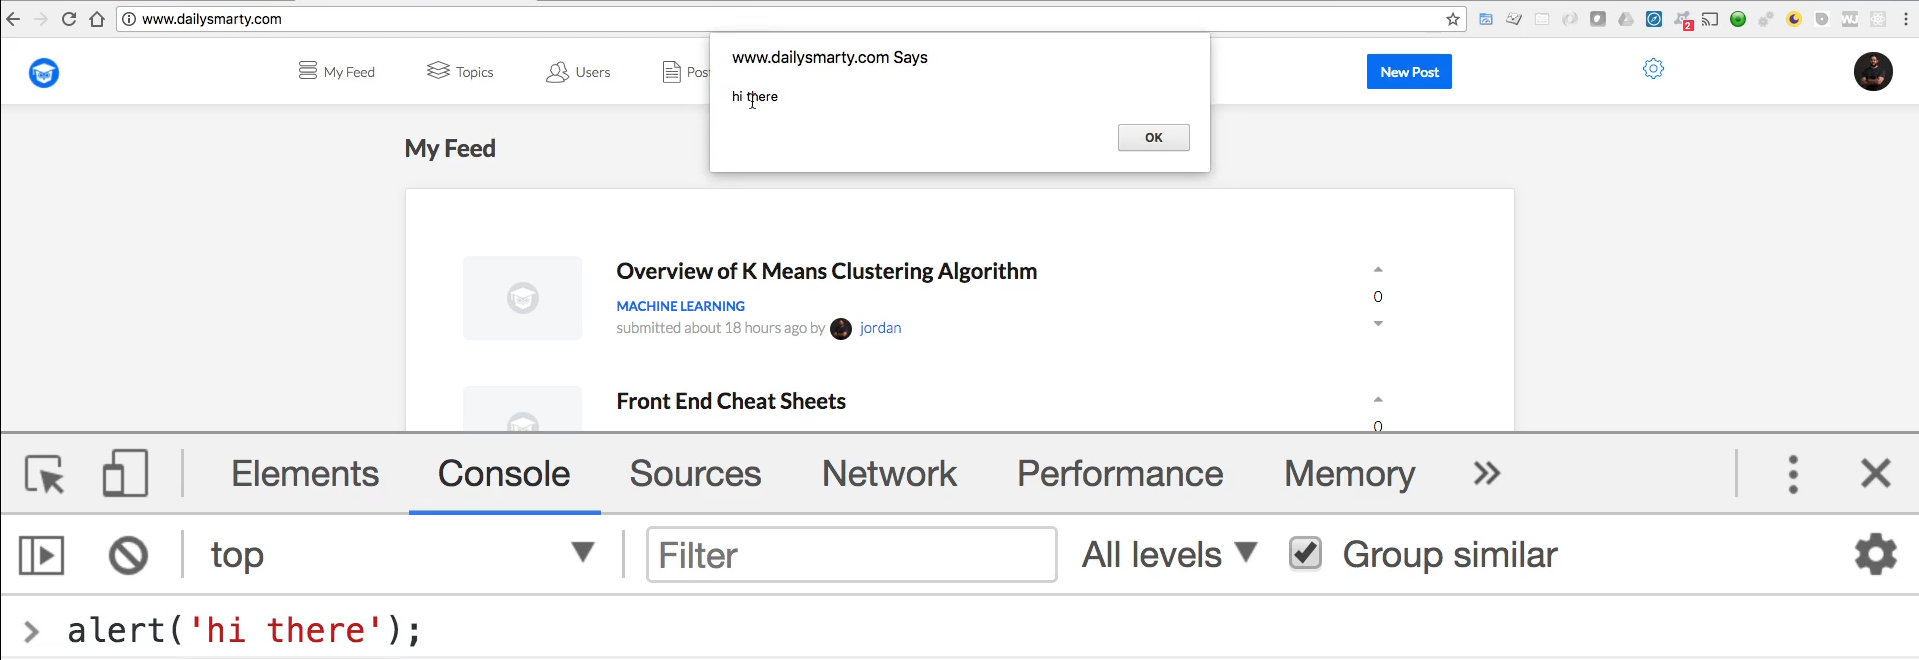 www.dailysmarty.com
2
WJ
www.dailysmarty.com Says
hi there
OK
My Feed
Topics
Users
New Post
My Feed
Overview of K Means Clustering Algorithm
0
MACHINE LEARNING
submitted about 18 hours ago by jordan
Front End Cheat Sheets
0
Elements Console Sources Network Performance Memory
top Filter All levels Group similar
> alert('hi there');